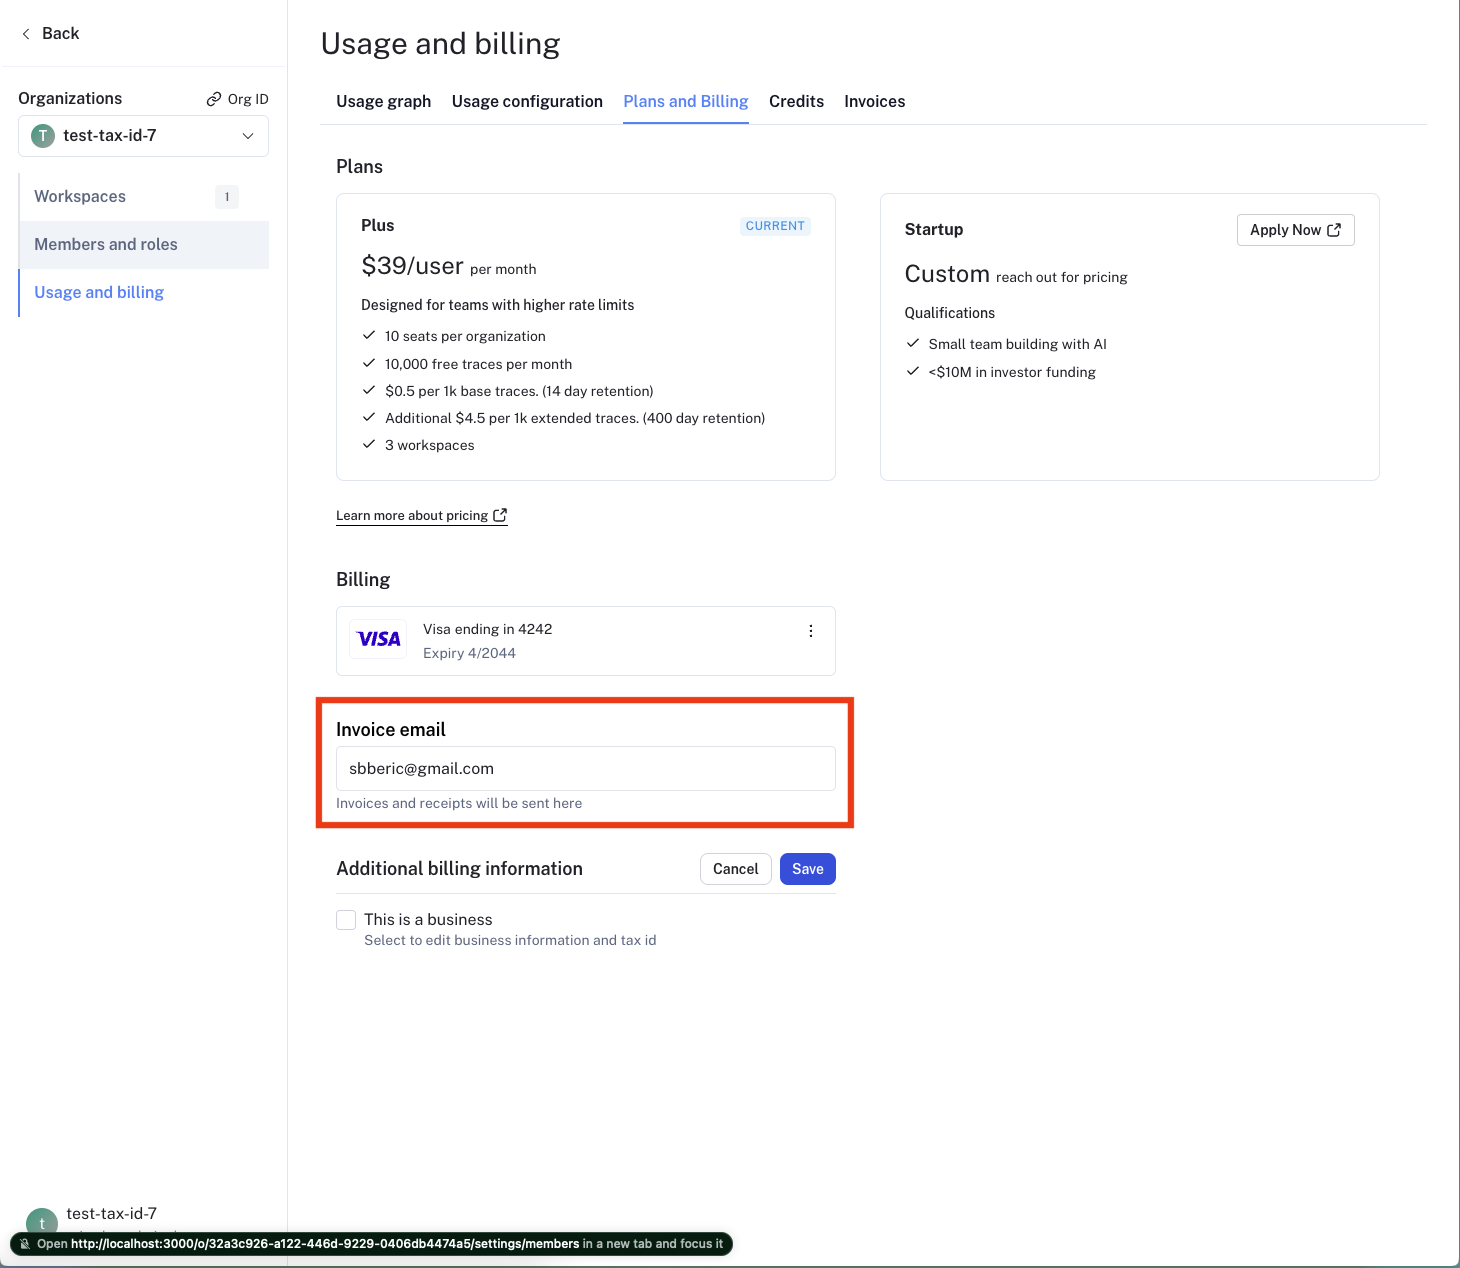 Back
Organizations
Org ID
T
test-tax-id-7
Workspaces
1
Members and roles
Usage and billing
Usage and billing
Usage graph
Usage configuration
Plans and Billing
Credits
Invoices
Plans
Plus
CURRENT
$39/user per month
Designed for teams with higher rate limits
10 seats per organization
10,000 free traces per month
$0.5 per 1k base traces. (14 day retention)
Additional $4.5 per 1k extended traces. (400 day retention)
3 workspaces
Startup
Apply Now
Custom reach out for pricing
Qualifications
Small team building with AI
<$10M in investor funding
Learn more about pricing
Billing
VISA
Visa ending in 4242
Expiry 4/2044
Invoice email
sbberic@gmail.com
Invoices and receipts will be sent here
Additional billing information
Cancel
Save
This is a business
Select to edit business information and tax id
t
test-tax-id-7
Open http://localhost:3000/o/32a3c926-a122-446d-9229-0406db4474a5/settings/members in a new tab and focus it